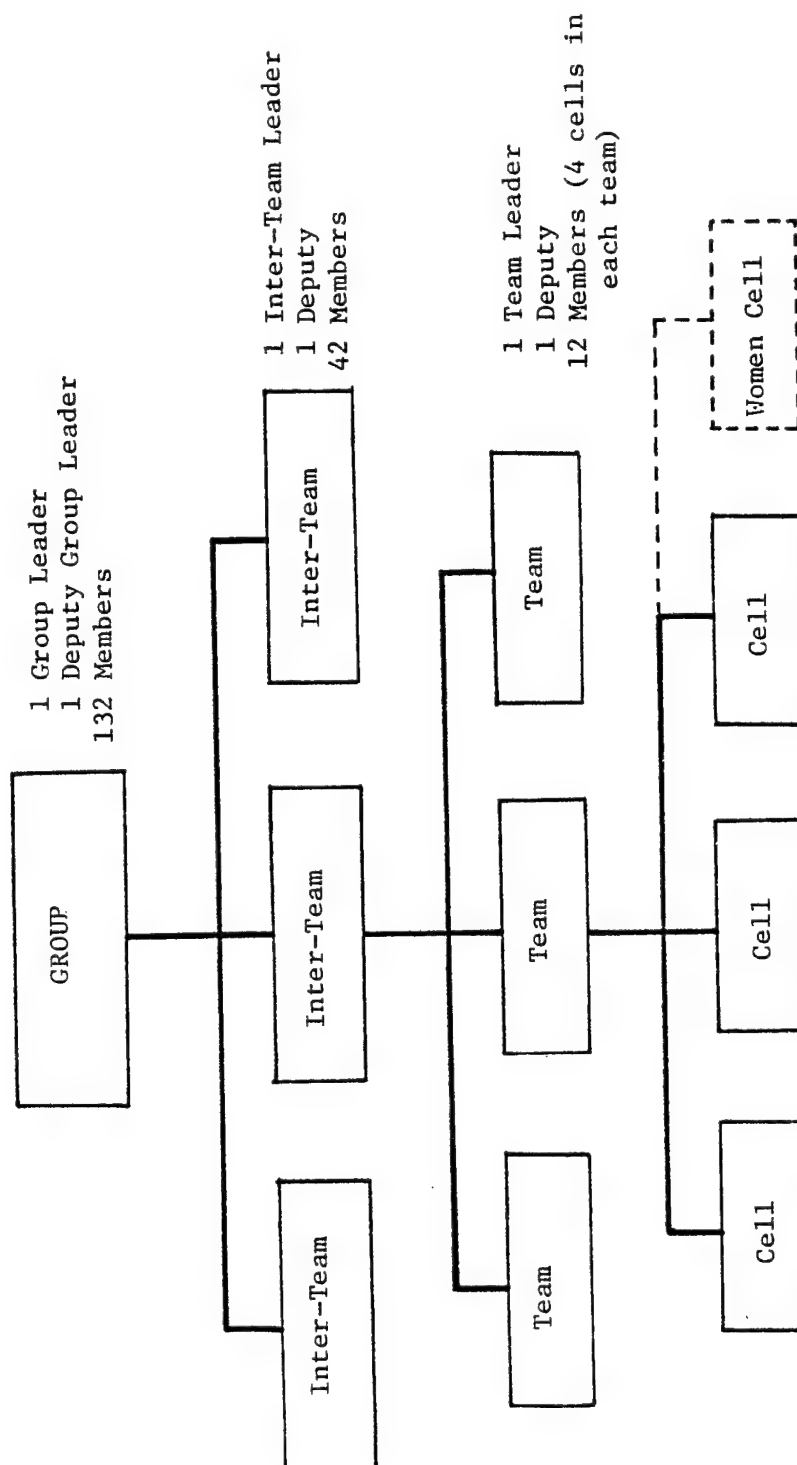 GROUP
1 Group Leader
1 Deputy Group Leader
132 Members
Inter-Team
Inter-Team
Inter-Team
1 Inter-Team Leader
1 Deputy
42 Members
Team
Team
Team
1 Team Leader
1 Deputy
12 Members (4 cells in
each team)
Cell
Cell
Cell
Women Cell